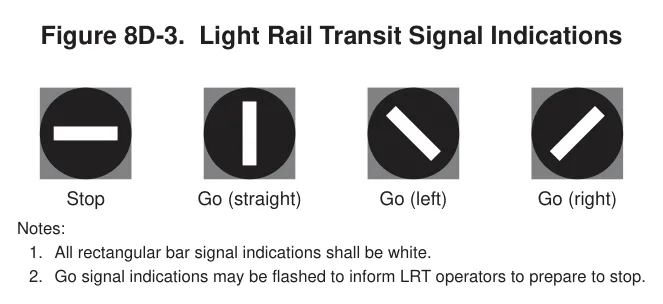 Figure 8D-3. Light Rail Transit Signal Indications
Stop Go (straight) Go (left) Go (right)
Notes:
1. All rectangular bar signal indications shall be white.
2. Go signal indications may be flashed to inform LRT operators to prepare to stop.